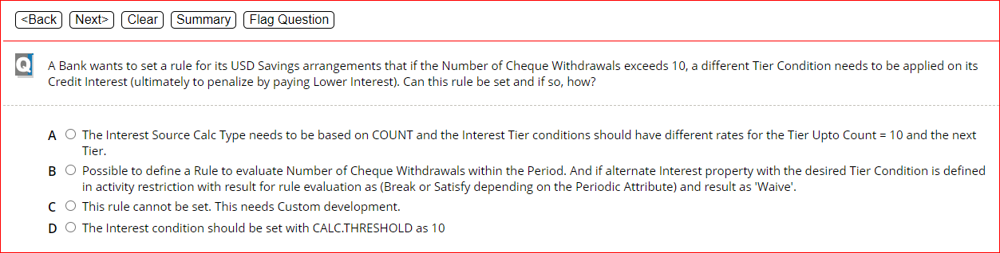 <Back Next> Clear Summary Flag Question
Q A Bank wants to set a rule for its USD Savings arrangements that if the Number of Cheque Withdrawals exceeds 10, a different Tier Condition needs to be applied on its
Credit Interest (ultimately to penalize by paying Lower Interest). Can this rule be set and if so, how?
A The Interest Source Calc Type needs to be based on COUNT and the Interest Tier conditions should have different rates for the Tier Upto Count = 10 and the next
Tier.
B Possible to define a Rule to evaluate Number of Cheque Withdrawals within the Period. And if alternate Interest property with the desired Tier Condition is defined
in activity restriction with result for rule evaluation as (Break or Satisfy depending on the Periodic Attribute) and result as 'Waive'.
C This rule cannot be set. This needs Custom development.
D The Interest condition should be set with CALC.THRESHOLD as 10